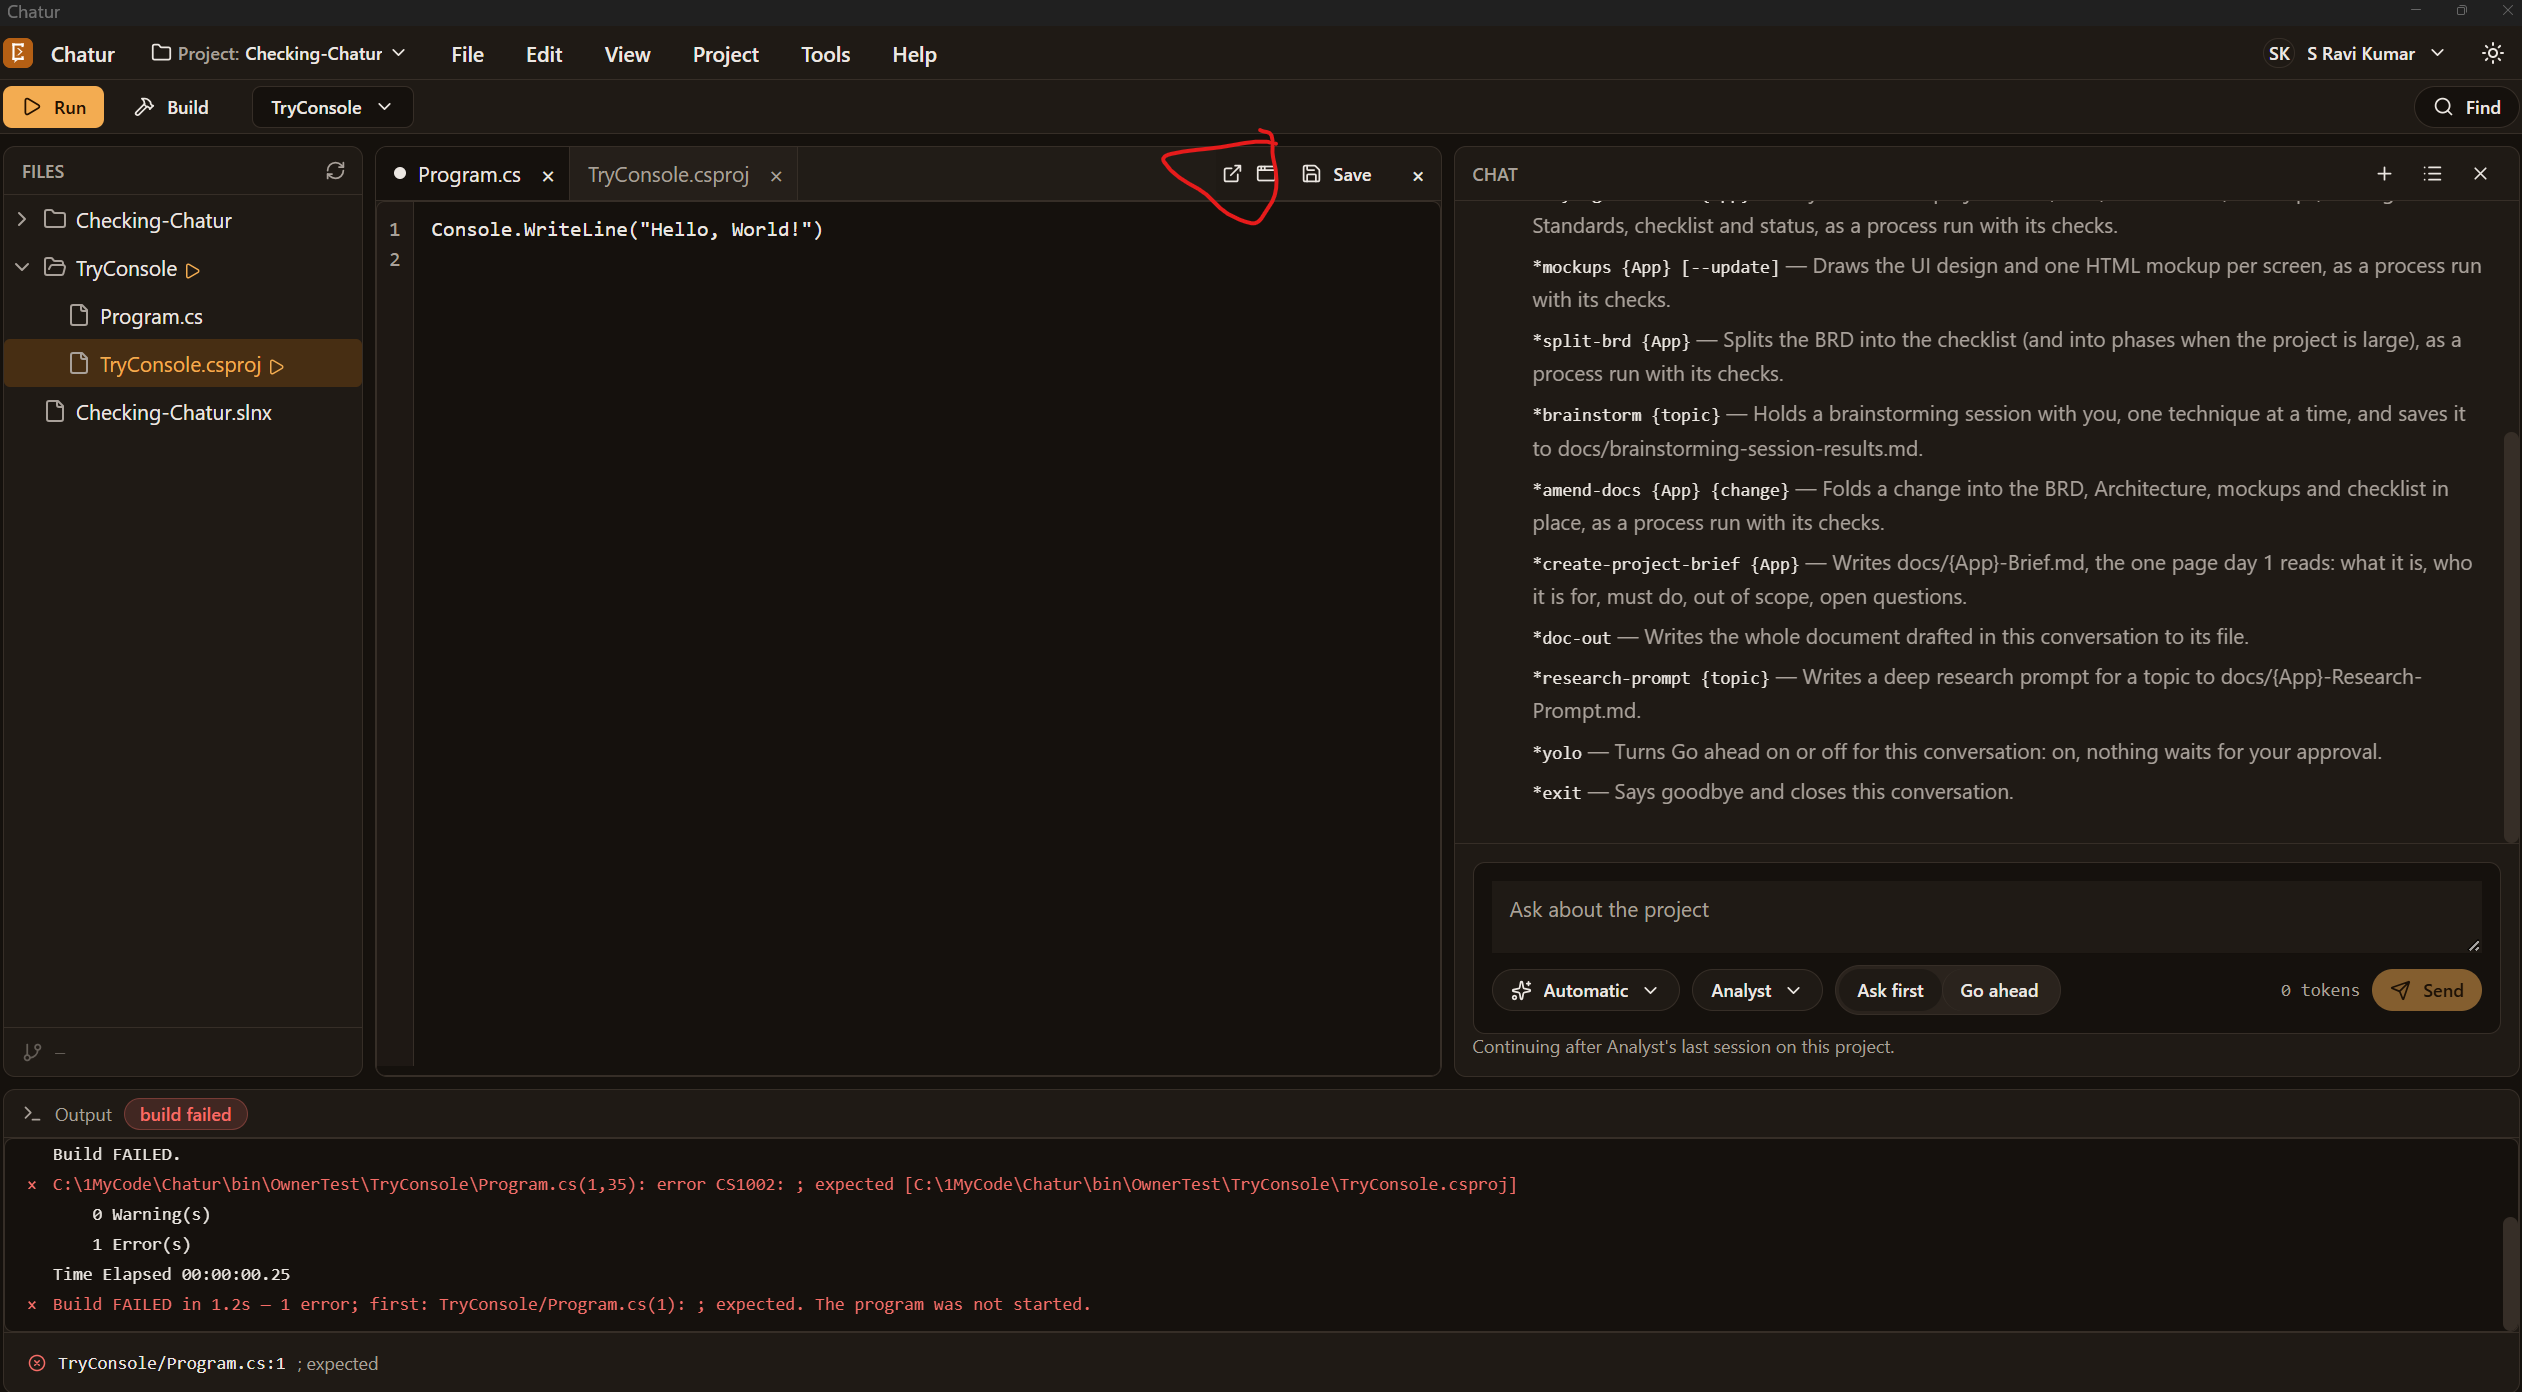 Chatur
Chatur Project: Checking-Chatur File Edit View Project Tools Help SK S Ravi Kumar
Run Build TryConsole Find
FILES
Checking-Chatur
TryConsole
Program.cs
TryConsole.csproj
Checking-Chatur.slnx
–
Program.cs × TryConsole.csproj × Save ×
1 Console.WriteLine("Hello, World!")
2
CHAT
Standards, checklist and status, as a process run with its checks.
*mockups {App} [--update] — Draws the UI design and one HTML mockup per screen, as a process run
with its checks.
*split-brd {App} — Splits the BRD into the checklist (and into phases when the project is large), as a
process run with its checks.
*brainstorm {topic} — Holds a brainstorming session with you, one technique at a time, and saves it
to docs/brainstorming-session-results.md.
*amend-docs {App} {change} — Folds a change into the BRD, Architecture, mockups and checklist in
place, as a process run with its checks.
*create-project-brief {App} — Writes docs/{App}-Brief.md, the one page day 1 reads: what it is, who
it is for, must do, out of scope, open questions.
*doc-out — Writes the whole document drafted in this conversation to its file.
*research-prompt {topic} — Writes a deep research prompt for a topic to docs/{App}-Research-
Prompt.md.
*yolo — Turns Go ahead on or off for this conversation: on, nothing waits for your approval.
*exit — Says goodbye and closes this conversation.
Ask about the project
Automatic Analyst Ask first Go ahead 0 tokens Send
Continuing after Analyst's last session on this project.
Output build failed
Build FAILED.
× C:\1MyCode\Chatur\bin\OwnerTest\TryConsole\Program.cs(1,35): error CS1002: ; expected [C:\1MyCode\Chatur\bin\OwnerTest\TryConsole\TryConsole.csproj]
0 Warning(s)
1 Error(s)
Time Elapsed 00:00:00.25
× Build FAILED in 1.2s — 1 error; first: TryConsole/Program.cs(1): ; expected. The program was not started.
TryConsole/Program.cs:1 ; expected